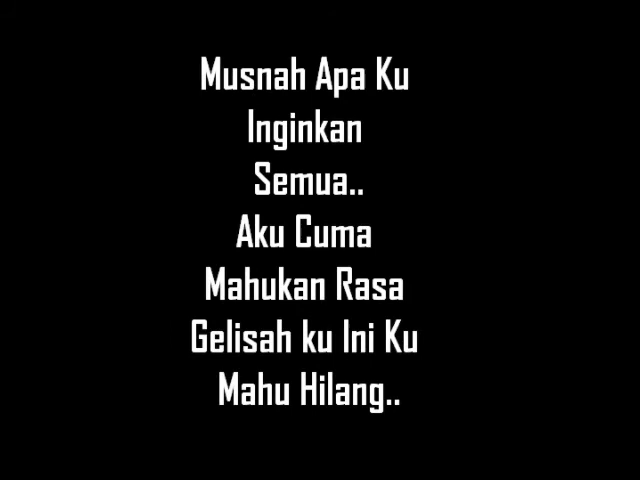 Musnah Apa Ku
Inginkan
Semua..
Aku Cuma
Mahukan Rasa
Gelisah ku Ini Ku
Mahu Hilang..